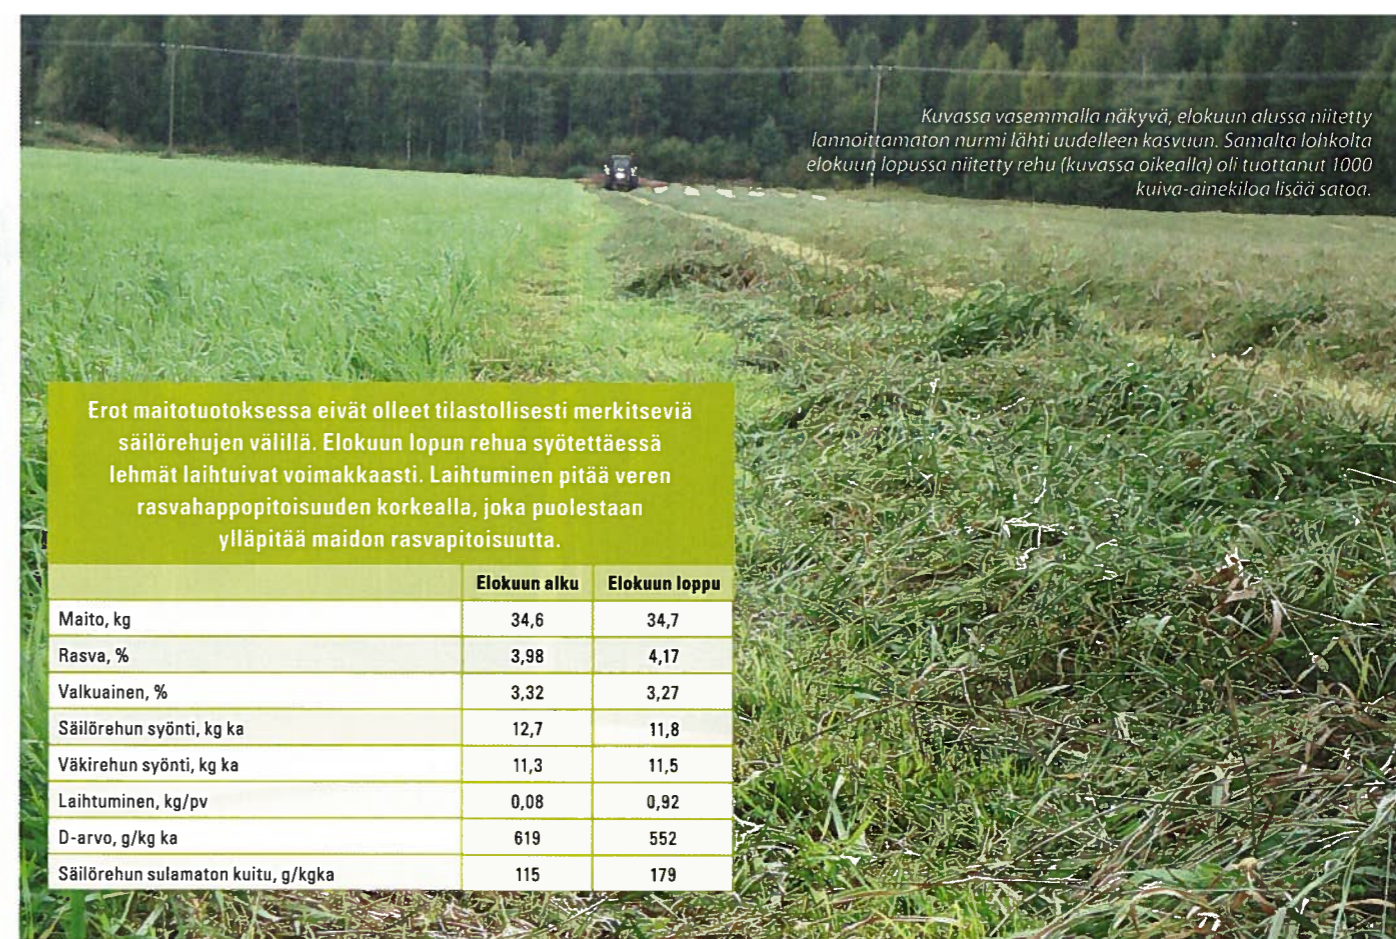 Kuvassa vasemmalla näkyvä, elokuun alussa niitetty
lannoittamaton nurmi lähti uudelleen kasvuun. Samalta lohkolta
elokuun lopussa niitetty rehu (kuvassa oikealla) oli tuottanut 1000
kuiva-ainekiloa lisää satoa.
Erot maitotuotoksessa eivät olleet tilastollisesti merkitseviä
säilörehujen välillä. Elokuun lopun rehua syötettäessä
lehmät laihtuivat voimakkaasti. Laihtuminen pitää veren
rasvahappopitoisuuden korkealla, joka puolestaan
ylläpitää maidon rasvapitoisuutta.
Elokuun alku Elokuun loppu
Maito, kg 34,6 34,7
Rasva, % 3,98 4,17
Valkuainen, % 3,32 3,27
Säilörehun syönti, kg ka 12,7 11,8
Väkirehun syönti, kg ka 11,3 11,5
Laihtuminen, kg/pv 0,08 0,92
D-arvo, g/kg ka 619 552
Säilörehun sulamaton kuitu, g/kgka 115 179